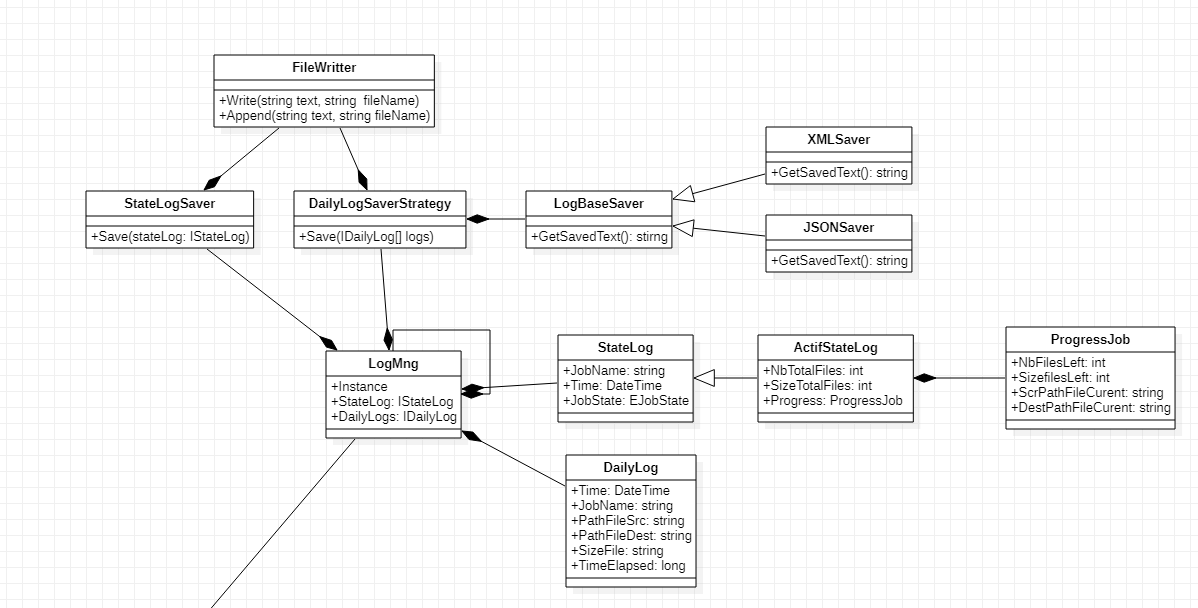 FileWritter
+Write(string text, string fileName)
+Append(string text, string fileName)
XMLSaver
+GetSavedText(): string
StateLogSaver
+Save(stateLog: IStateLog)
DailyLogSaverStrategy
+Save(IDailyLog[] logs)
LogBaseSaver
+GetSavedText(): stirng
JSONSaver
+GetSavedText(): string
LogMng
+Instance
+StateLog: IStateLog
+DailyLogs: IDailyLog
StateLog
+JobName: string
+Time: DateTime
+JobState: EJobState
ActifStateLog
+NbTotalFiles: int
+SizeTotalFiles: int
+Progress: ProgressJob
ProgressJob
+NbFilesLeft: int
+SizefilesLeft: int
+ScrPathFileCurent: string
+DestPathFileCurent: string
DailyLog
+Time: DateTime
+JobName: string
+PathFileSrc: string
+PathFileDest: string
+SizeFile: string
+TimeElapsed: long